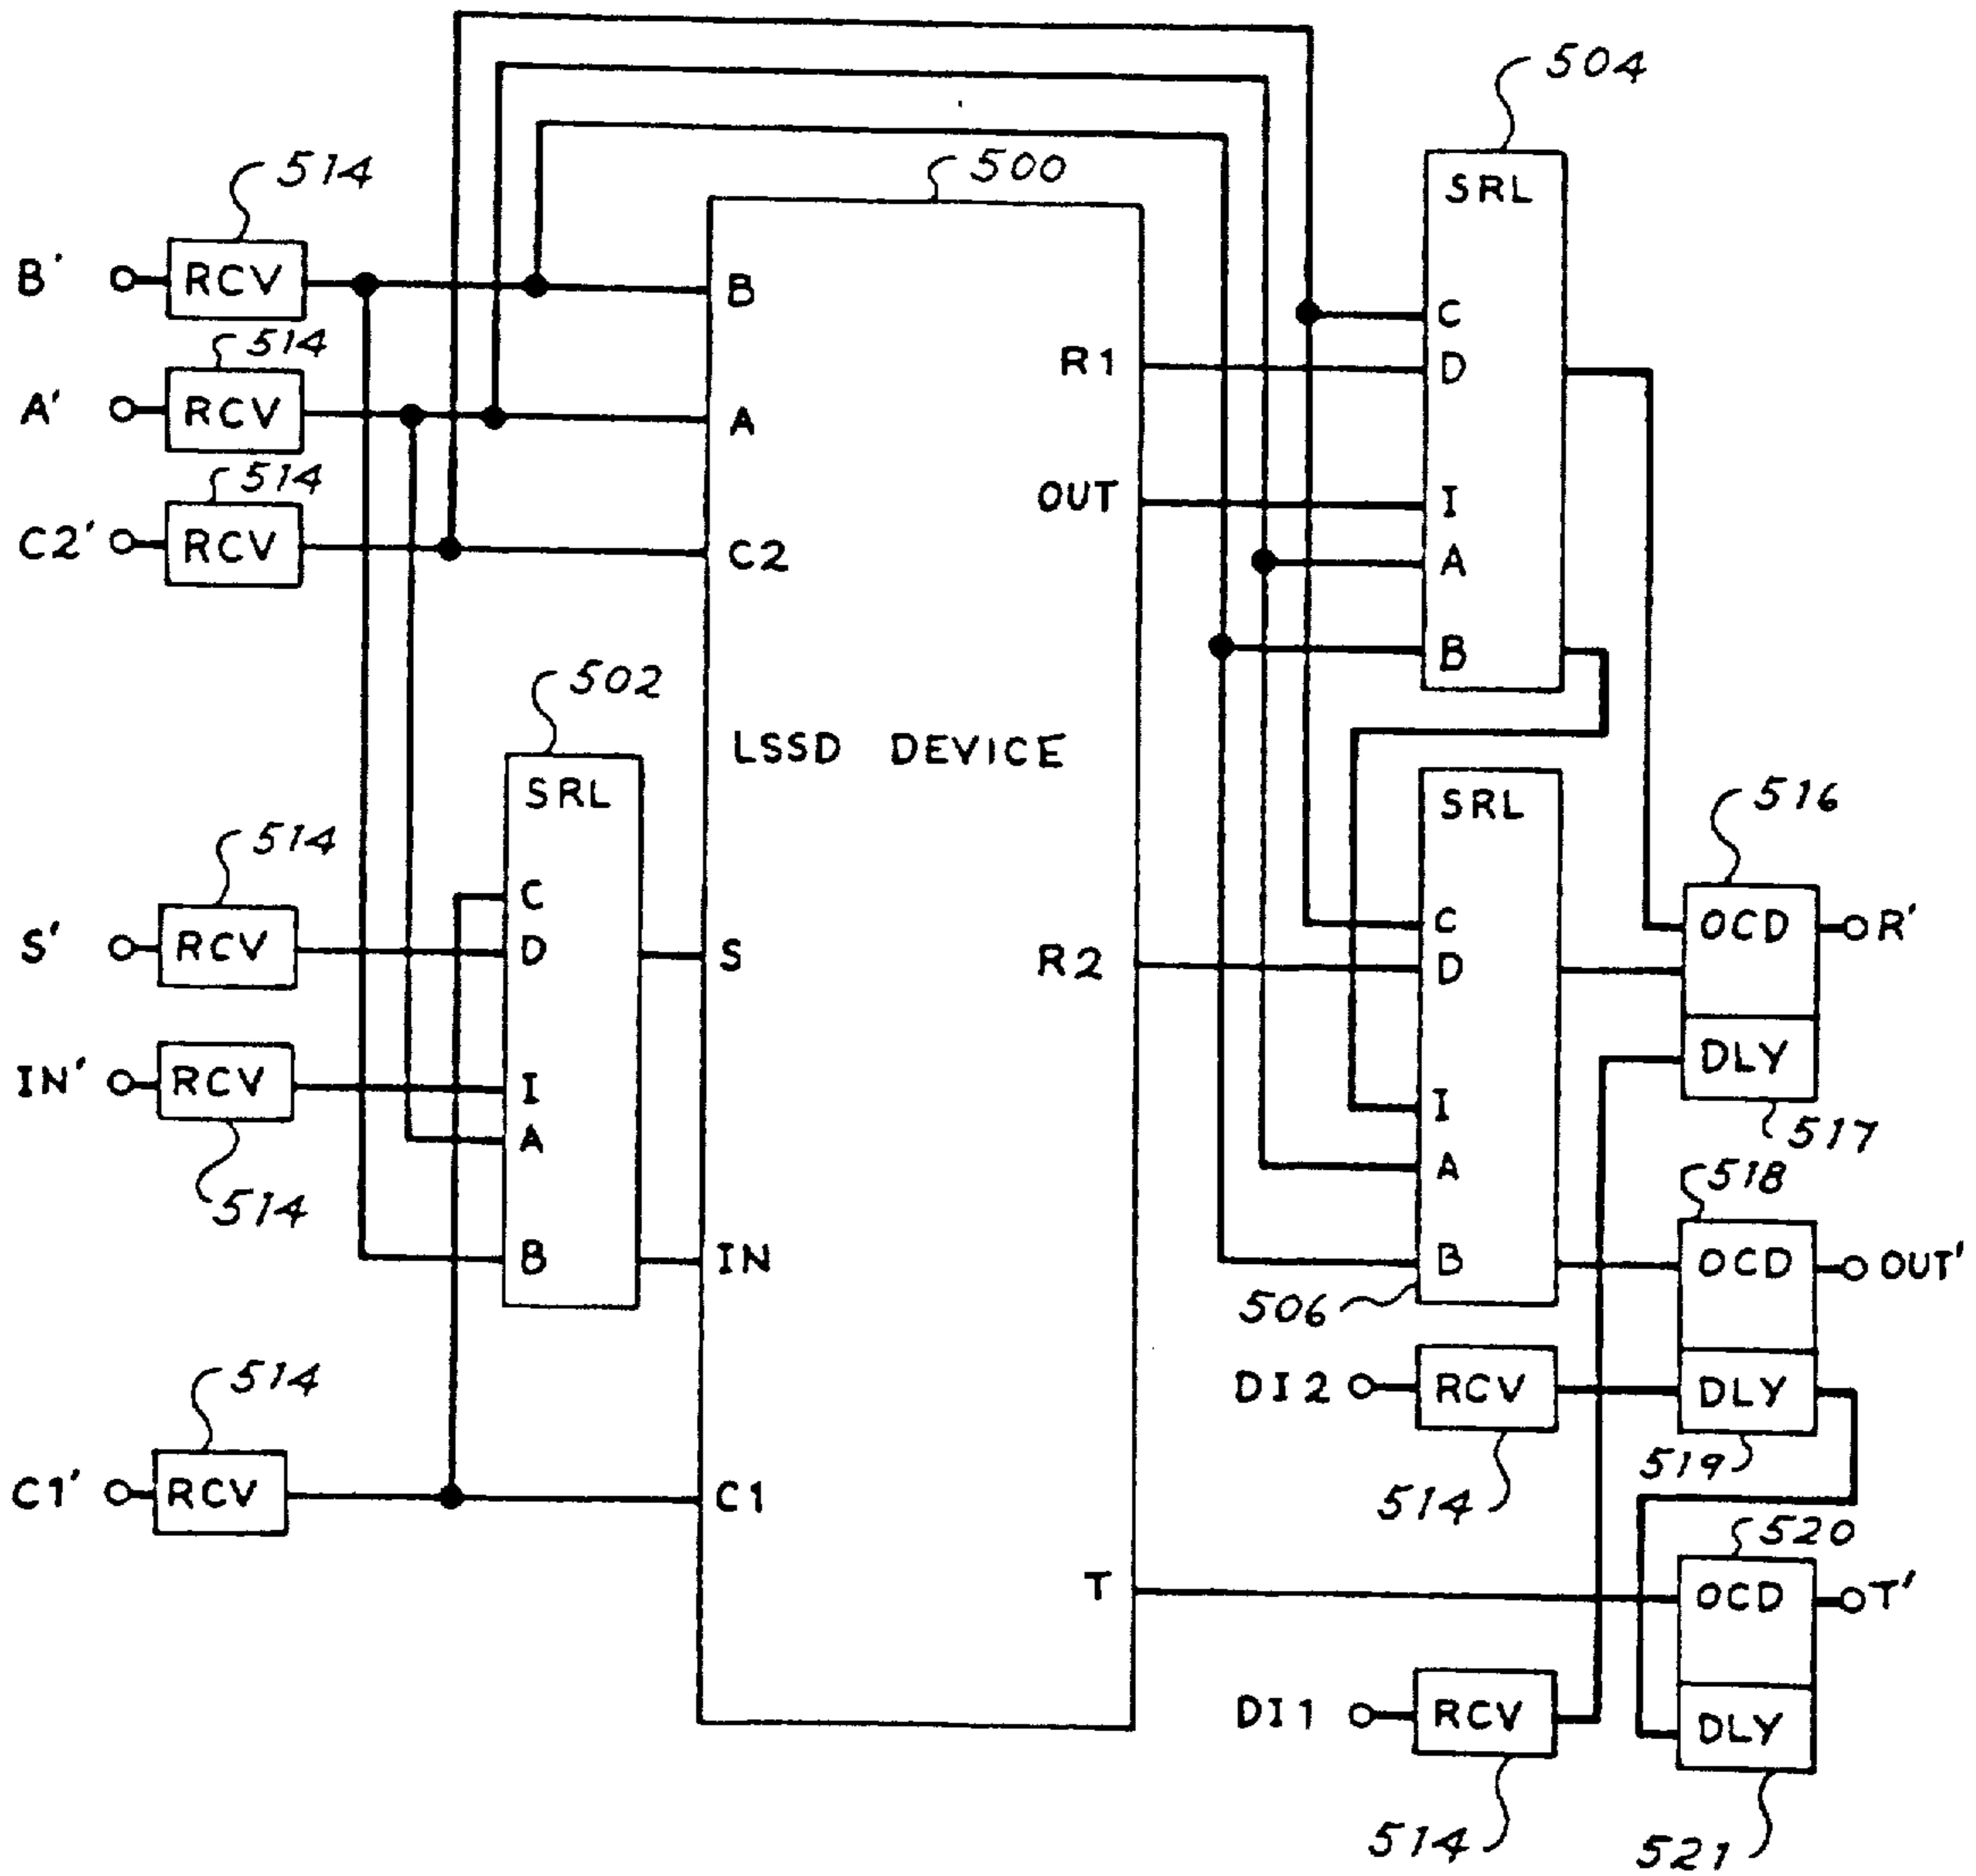 504
514
500
SRL
B'
RCV
B
514
C
R1
D
A'
RCV
A
514
OUT
I
C2'
RCV
C2
A
B
502
LSSD DEVICE
SRL
SRL
516
514
C
C
OCD
R'
S'
RCV
D
S
R2
D
IN'
RCV
I
I
DLY
A
517
A
518
514
B
IN
B
OCD
OUT'
506
514
DI2
RCV
DLY
519
C1'
RCV
C1
514
520
T
OCD
T'
DI1
RCV
DLY
514
521